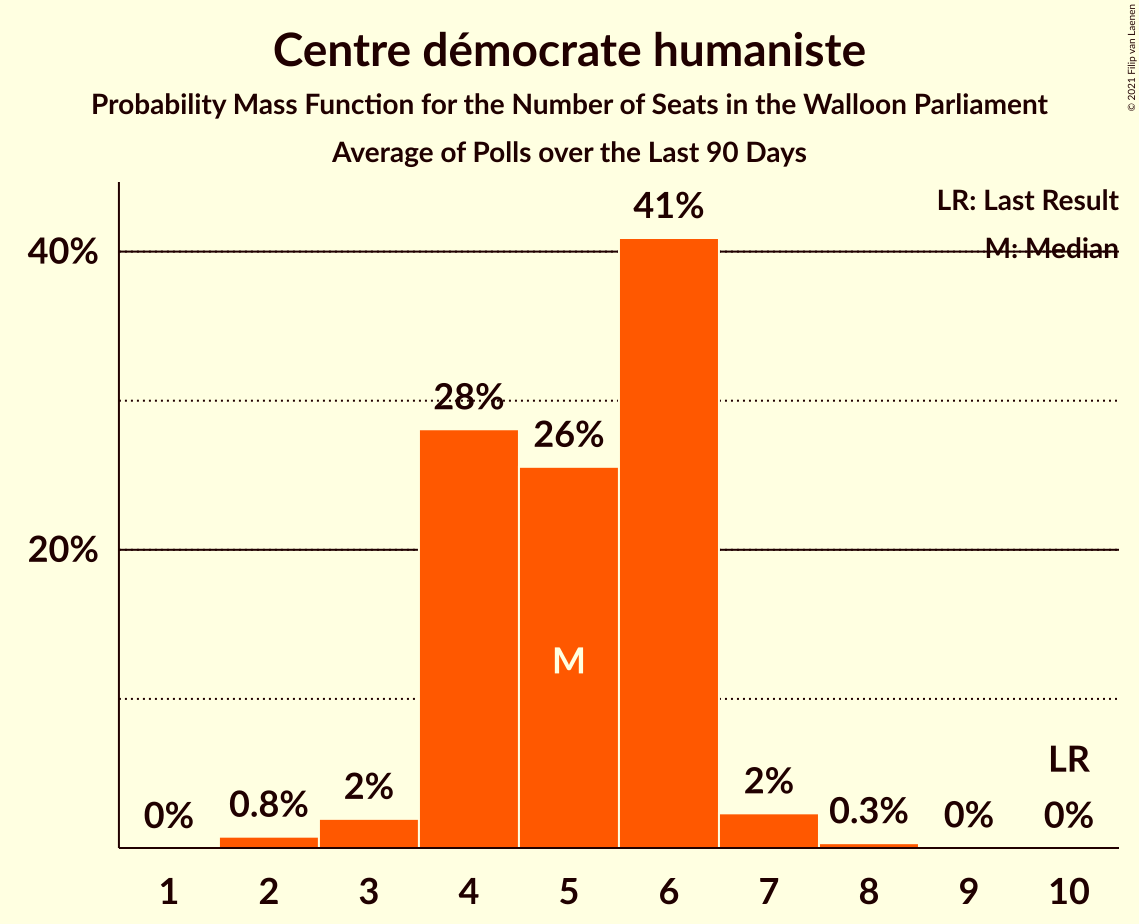 Centre démocrate humaniste
Probability Mass Function for the Number of Seats in the Walloon Parliament
Average of Polls over the Last 90 Days
© 2021 Filip van Laenen
LR: Last Result
M: Median
40%
20%
0%
0.8%
2%
28%
26%
41%
2%
0.3%
0%
0%
M
LR
1 2 3 4 5 6 7 8 9 10